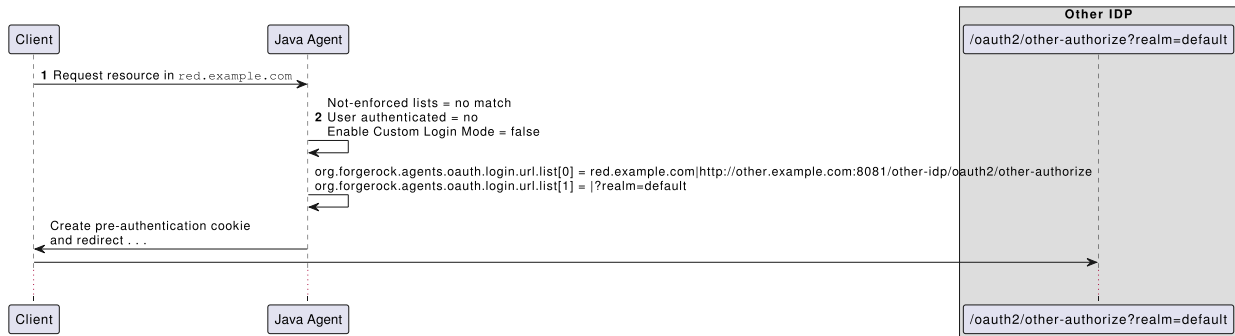 Other IDP
Client
Java Agent
/oauth2/other-authorize?realm=default
1 Request resource in red.example.com
Not-enforced lists = no match
2 User authenticated = no
Enable Custom Login Mode = false
org.forgerock.agents.oauth.login.url.list[0] = red.example.com|http://other.example.com:8081/other-idp/oauth2/other-authorize
org.forgerock.agents.oauth.login.url.list[1] = |?realm=default
Create pre-authentication cookie
and redirect . . .
Client
Java Agent
/oauth2/other-authorize?realm=default